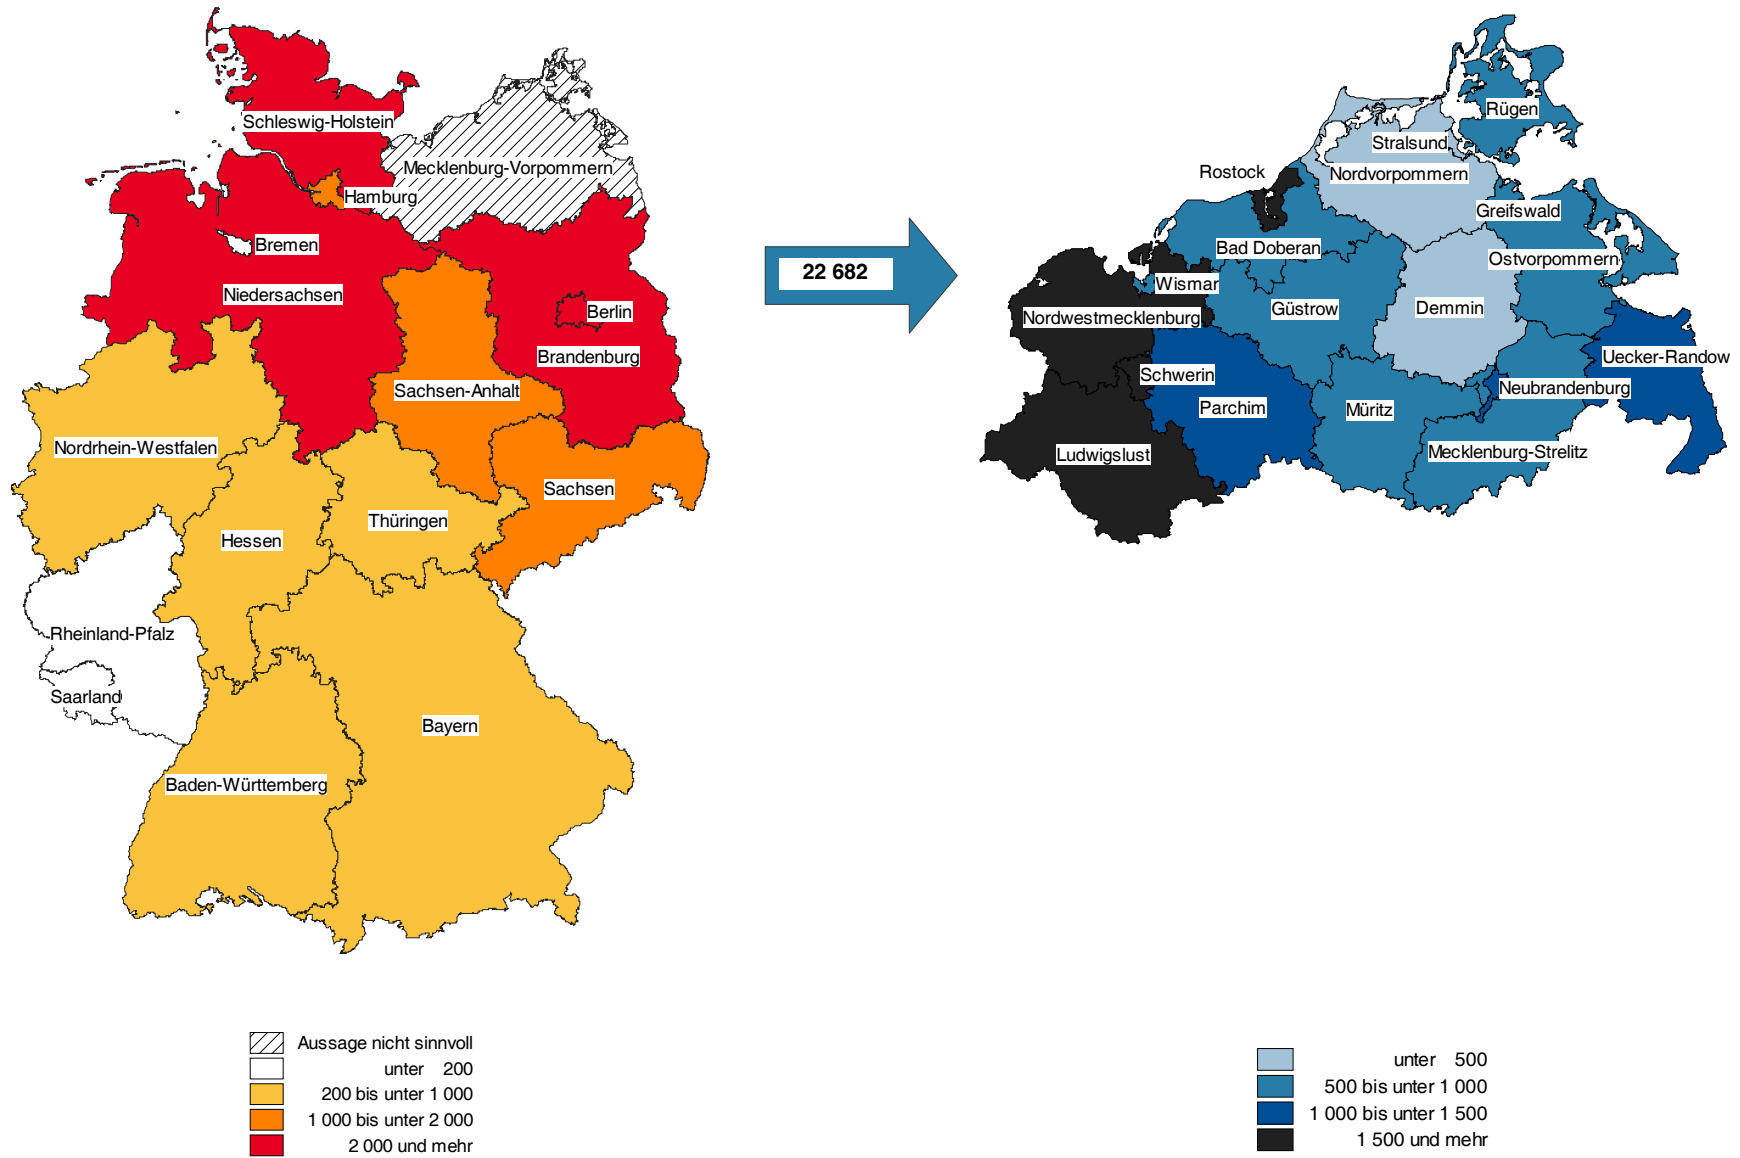 Schleswig-Holstein
Mecklenburg-Vorpommern
Hamburg
Bremen
Niedersachsen
Berlin
Brandenburg
Sachsen-Anhalt
Nordrhein-Westfalen
Sachsen
Thüringen
Hessen
Rheinland-Pfalz
Saarland
Bayern
Baden-Württemberg
22 682
Rügen
Stralsund
Rostock
Nordvorpommern
Greifswald
Bad Doberan
Ostvorpommern
Wismar
Güstrow
Demmin
Nordwestmecklenburg
Uecker-Randow
Schwerin
Neubrandenburg
Parchim
Müritz
Ludwigslust
Mecklenburg-Strelitz
Aussage nicht sinnvoll
unter 200
200 bis unter 1 000
1 000 bis unter 2 000
2 000 und mehr
unter 500
500 bis unter 1 000
1 000 bis unter 1 500
1 500 und mehr